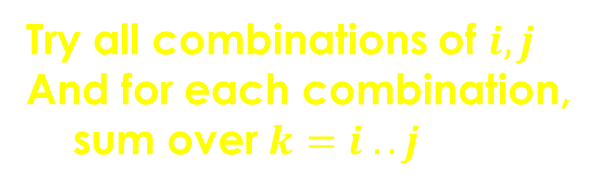 Try all combinations of i, j
And for each combination,
sum over k = i .. j